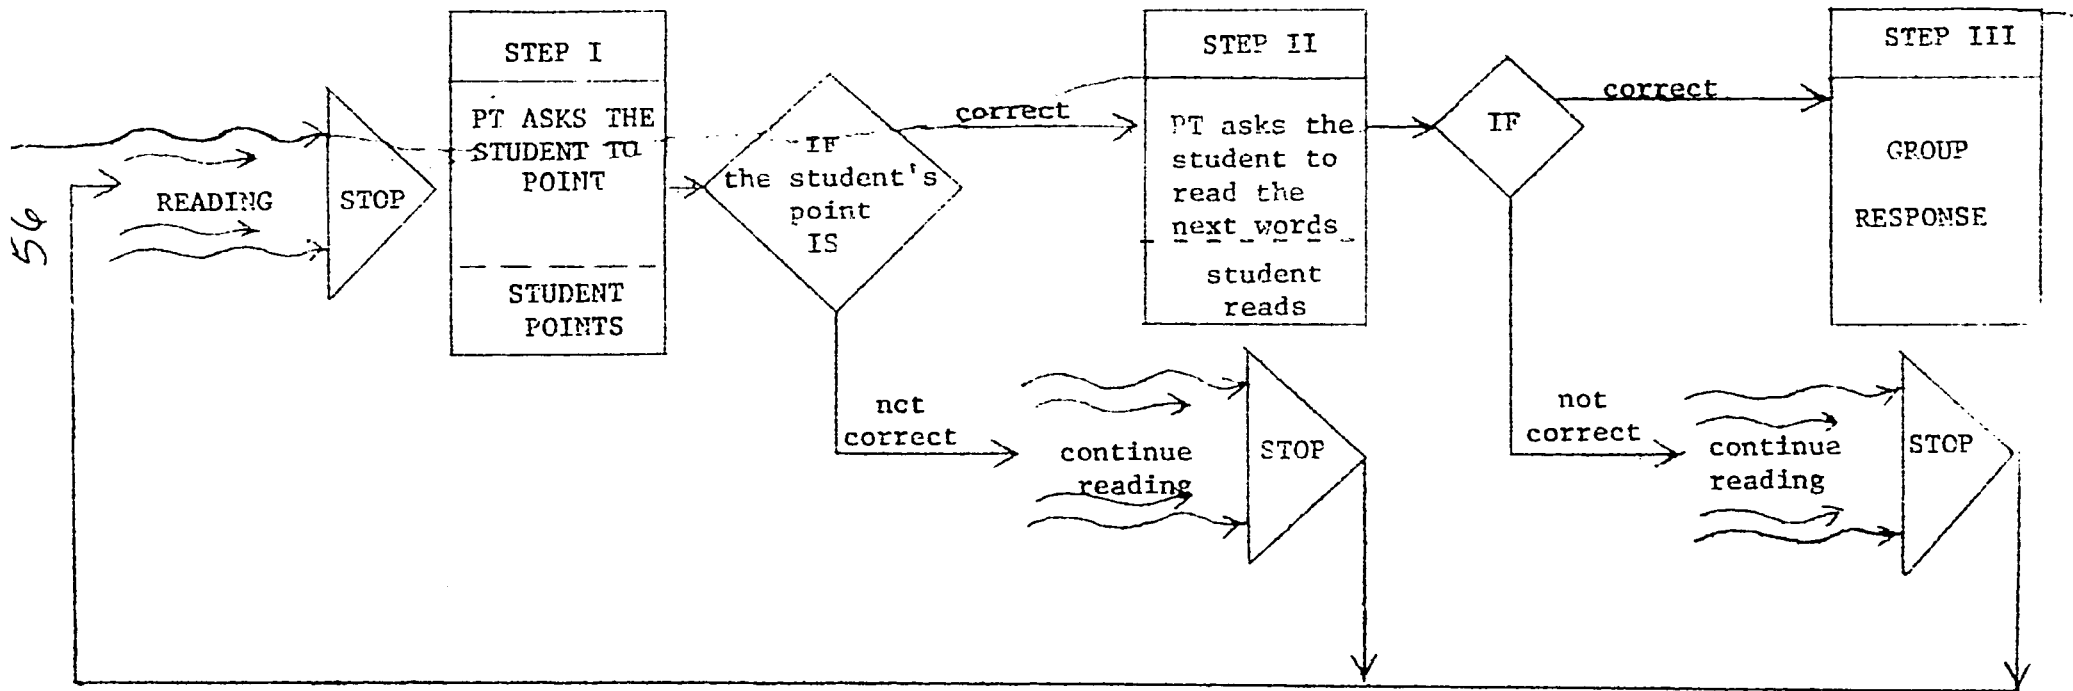 56
READING
STOP
STEP I
PT ASKS THE
STUDENT TO
POINT
STUDENT
POINTS
IF
the student's
point
IS
correct
nct
correct
continue
reading
STOP
STEP II
PT asks the
student to
read the
next words
student
reads
IF
correct
not
correct
continue
reading
STOP
STEP III
GROUP
RESPONSE